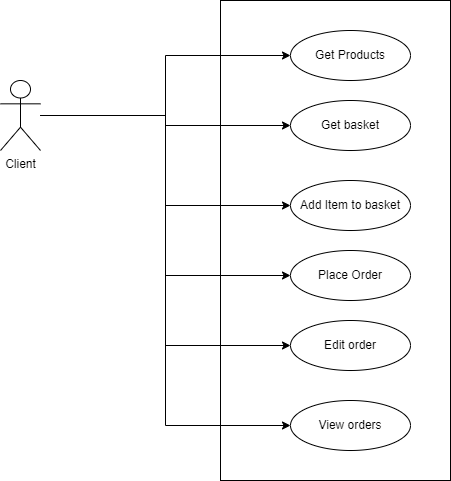 Get Products
Get basket
Client
Add Item to basket
Place Order
Edit order
View orders